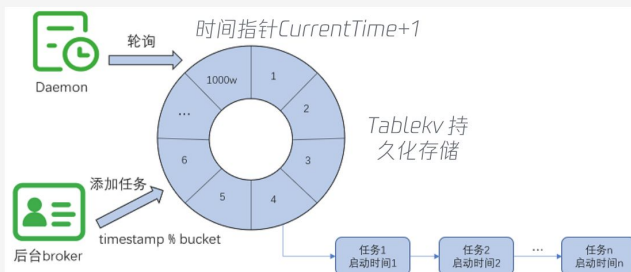 时间指针CurrentTime+1
轮询
Daemon
1000w
1
2
3
4
5
6
...
Tablekv 持
久化存储
添加任务
timestamp % bucket
后台broker
任务1
启动时间1
任务2
启动时间2
...
任务n
启动时间n